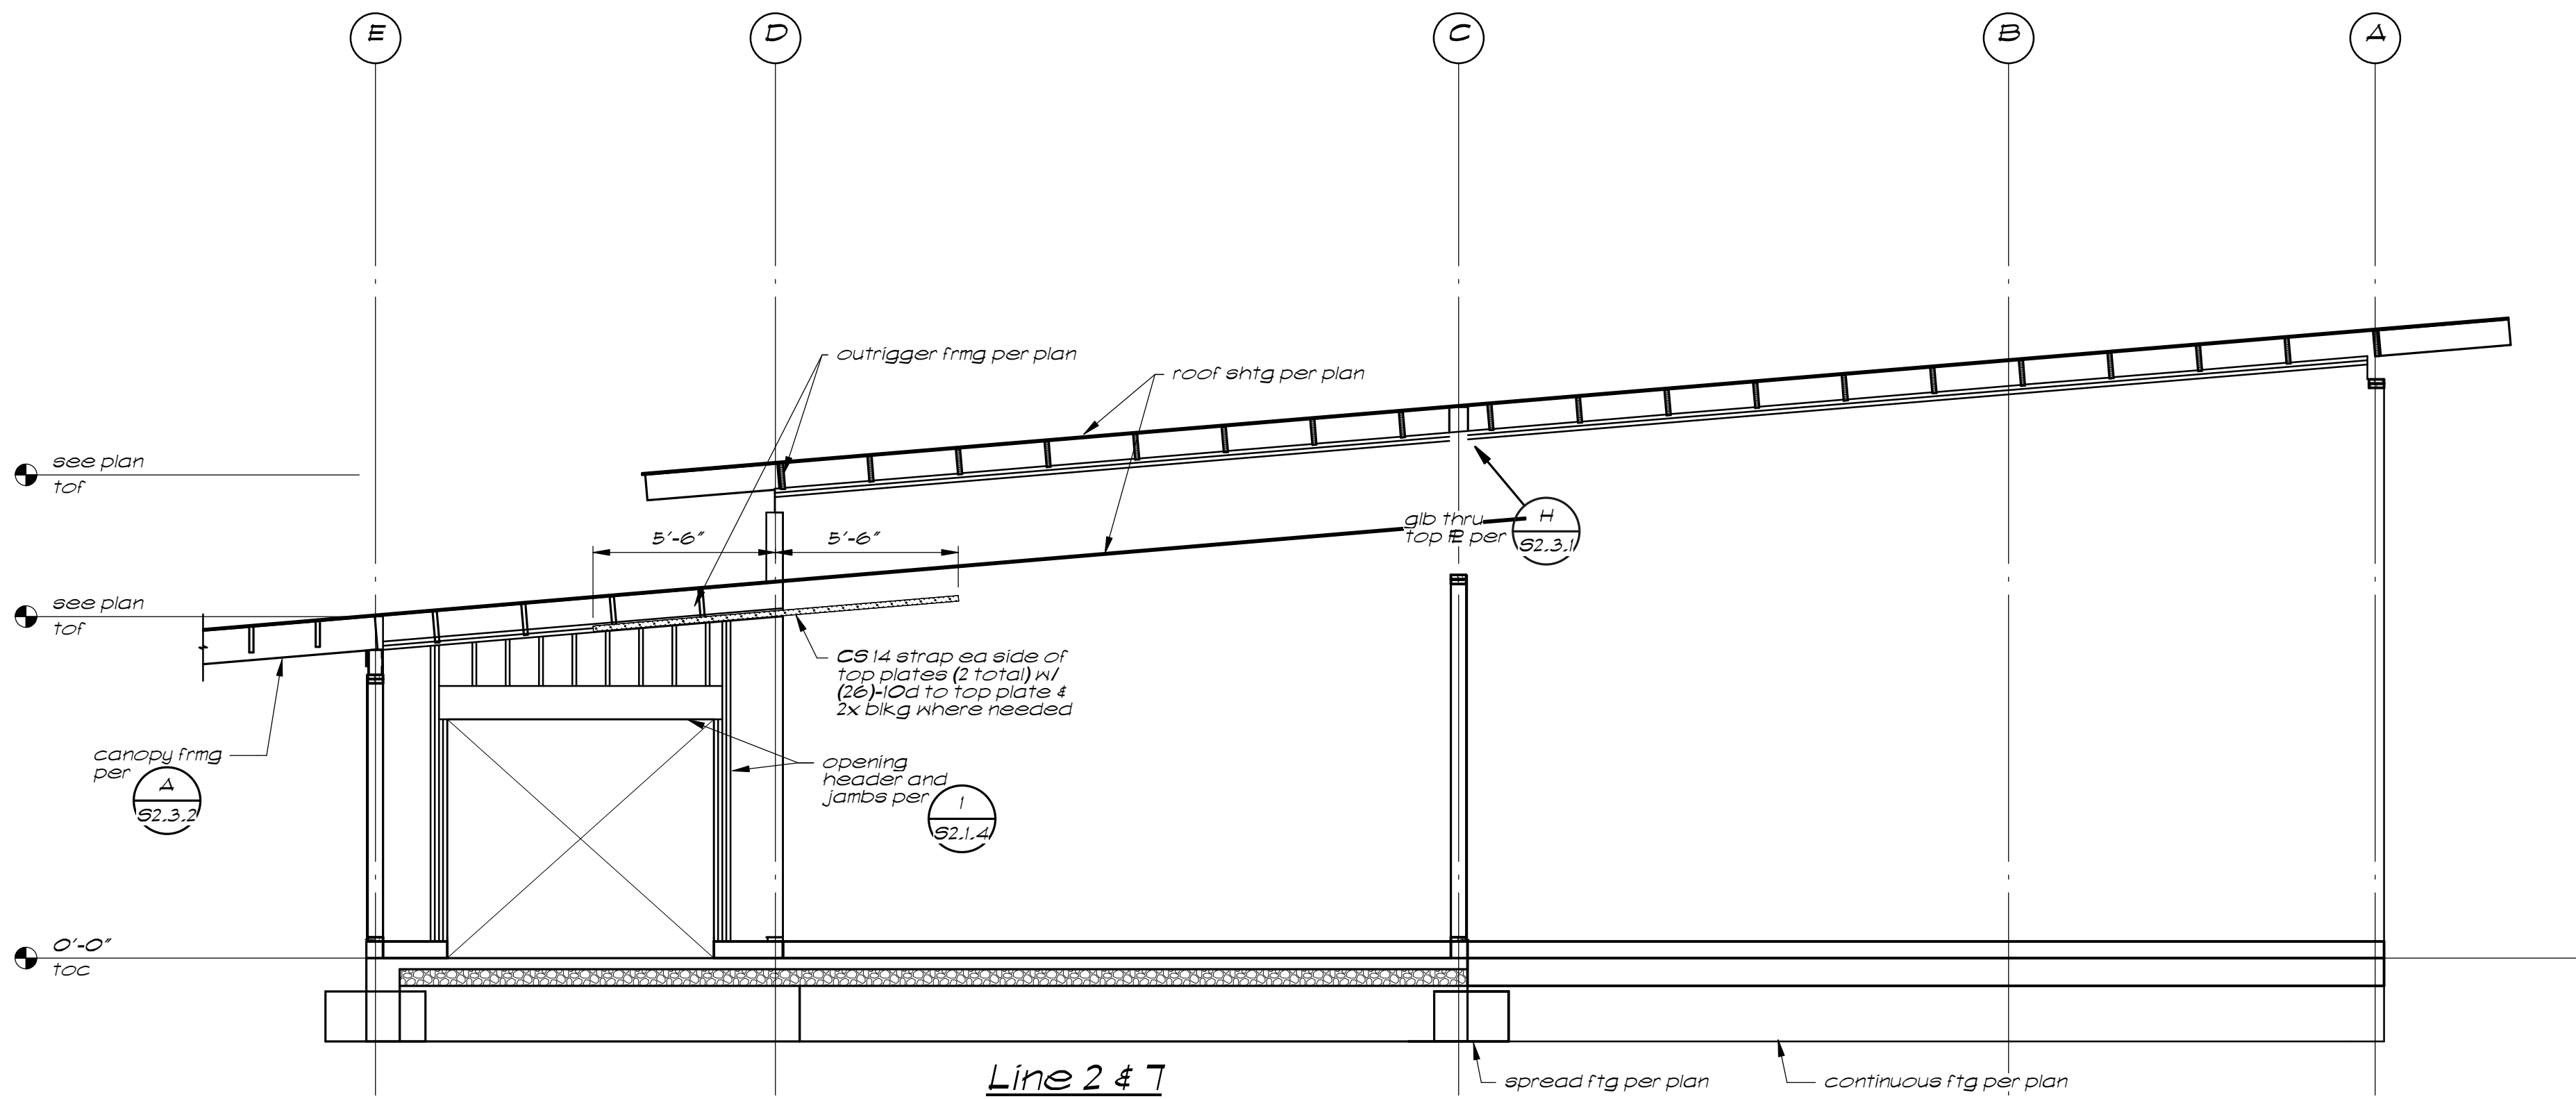 E
D
C
B
A
outrigger frmg per plan
roof shtg per plan
see plan
tof
glb thru
top PL per
H
S2.3.1
5'-6"
5'-6"
see plan
tof
CS 14 strap ea side of
top plates (2 total) w/
(26)-10d to top plate &
2x blkg where needed
canopy frmg
per
A
S2.3.2
opening
header and
jambs per
1
S2.1.4
0'-0"
toc
Line 2 & 7
spread ftg per plan
continuous ftg per plan